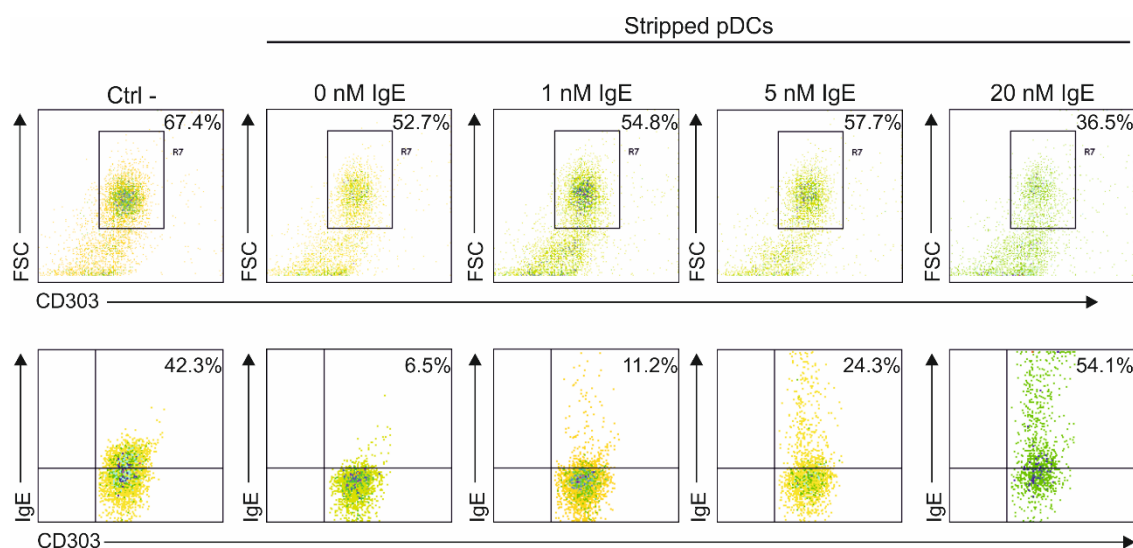 Stripped pDCs
Ctrl -
0 nM IgE
1 nM IgE
5 nM IgE
20 nM IgE
67.4%
52.7%
54.8%
57.7%
36.5%
R7
R7
R7
R7
R7
FSC
FSC
FSC
FSC
FSC
CD303
42.3%
6.5%
11.2%
24.3%
54.1%
IgE
IgE
IgE
IgE
IgE
CD303